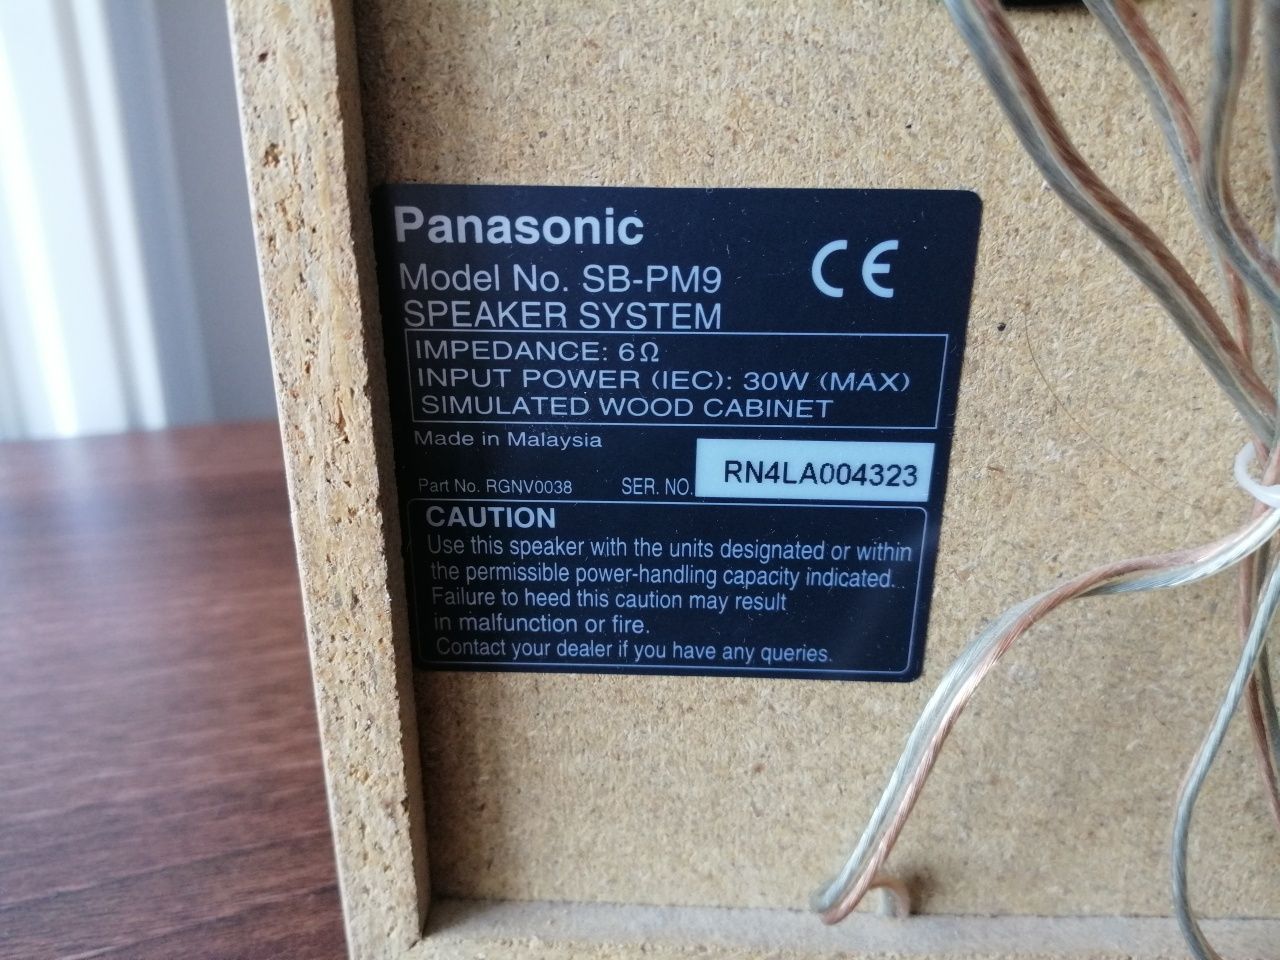 Panasonic
CE
Model No. SB-PM9
SPEAKER SYSTEM
IMPEDANCE: 6Ω
INPUT POWER (IEC): 30W (MAX)
SIMULATED WOOD CABINET
Made in Malaysia
Part No. RGNV0038 SER. NO. RN4LA004323
CAUTION
Use this speaker with the units designated or within
the permissible power-handling capacity indicated.
Failure to heed this caution may result
in malfunction or fire.
Contact your dealer if you have any queries.